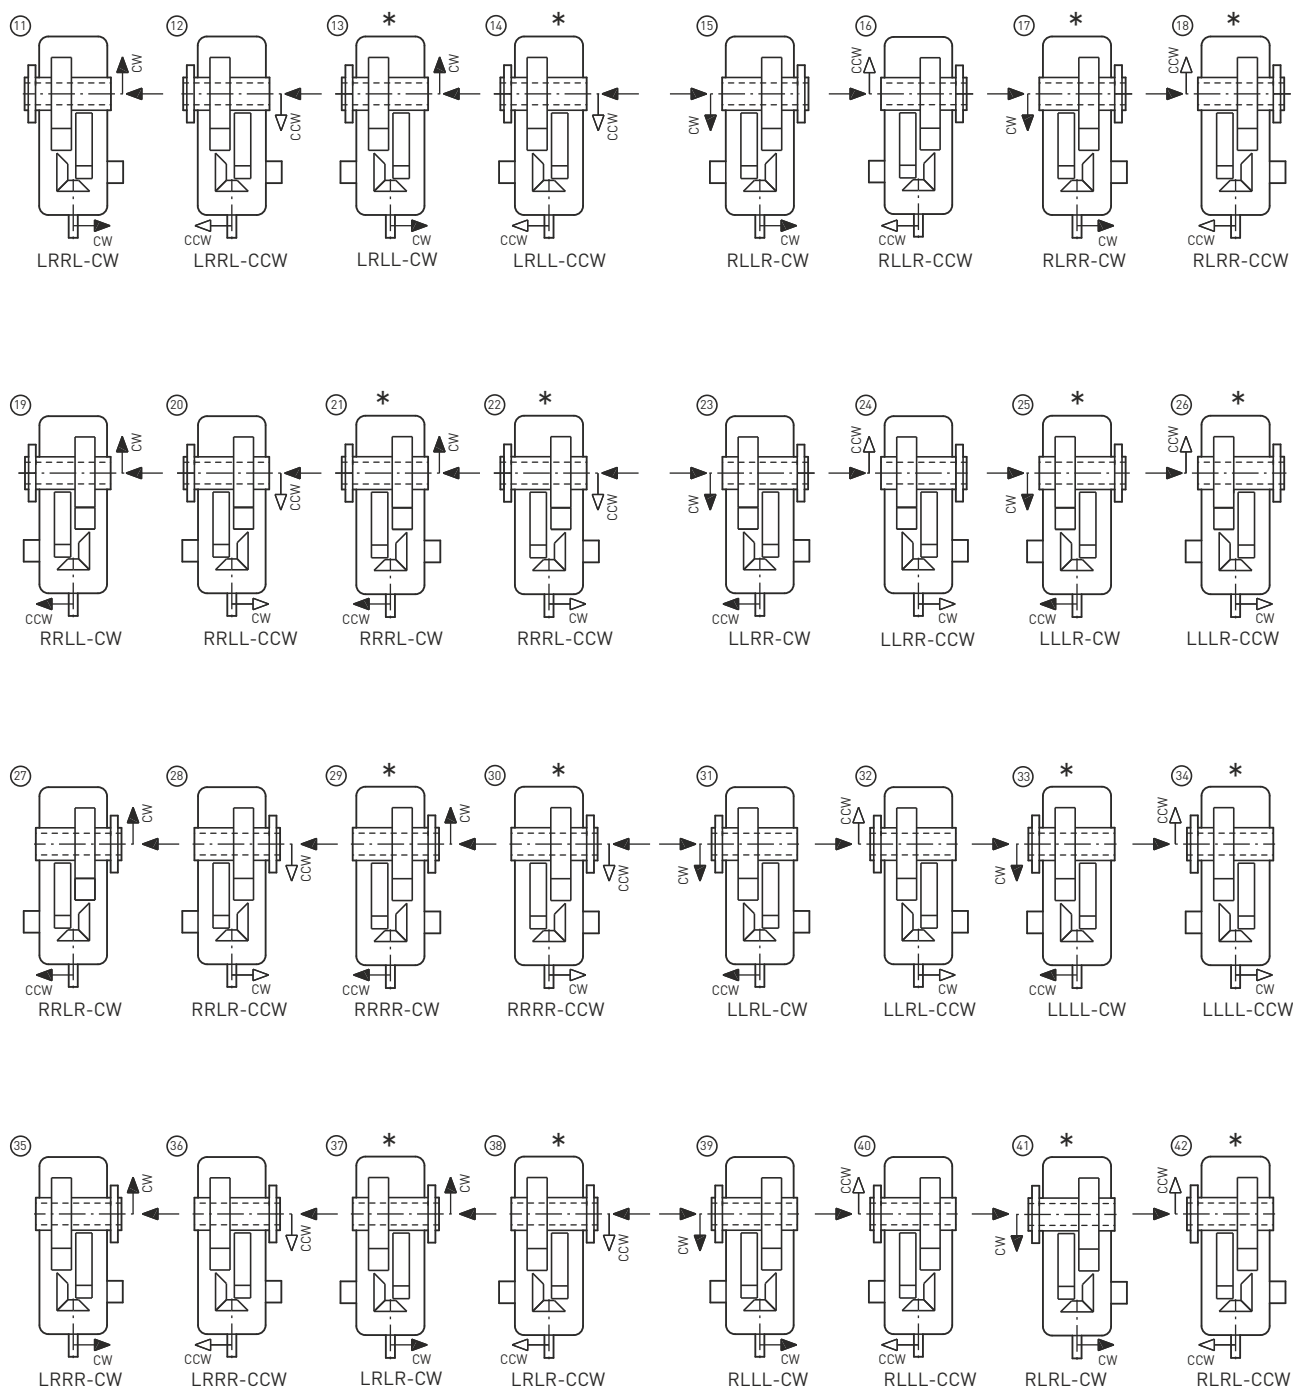 11 12 13 * 14 * 15 16 17 * 18 *
CW CCW CW CCW CW CCW CW CCW
CW CCW CW CCW CW CCW CW CCW
LRRL-CW LRRL-CCW LRLL-CW LRLL-CCW RLLR-CW RLLR-CCW RLRR-CW RLRR-CCW
19 20 21 * 22 * 23 24 25 * 26 *
CW CCW CW CCW CW CCW CW CCW
CCW CW CCW CW CCW CW CCW CW
RRLL-CW RRLL-CCW RRRL-CW RRRL-CCW LLRR-CW LLRR-CCW LLLR-CW LLLR-CCW
27 28 29 * 30 * 31 32 33 * 34 *
CW CCW CW CCW CW CCW CW CCW
CCW CW CCW CW CCW CW CCW CW
RRLR-CW RRLR-CCW RRRR-CW RRRR-CCW LLRL-CW LLRL-CCW LLLL-CW LLLL-CCW
35 36 37 * 38 * 39 40 41 * 42 *
CW CCW CW CCW CW CCW CW CCW
CW CCW CW CCW CW CCW CW CCW
LRRR-CW LRRR-CCW LRLR-CW LRLR-CCW RLLL-CW RLLL-CCW RLRL-CW RLRL-CCW